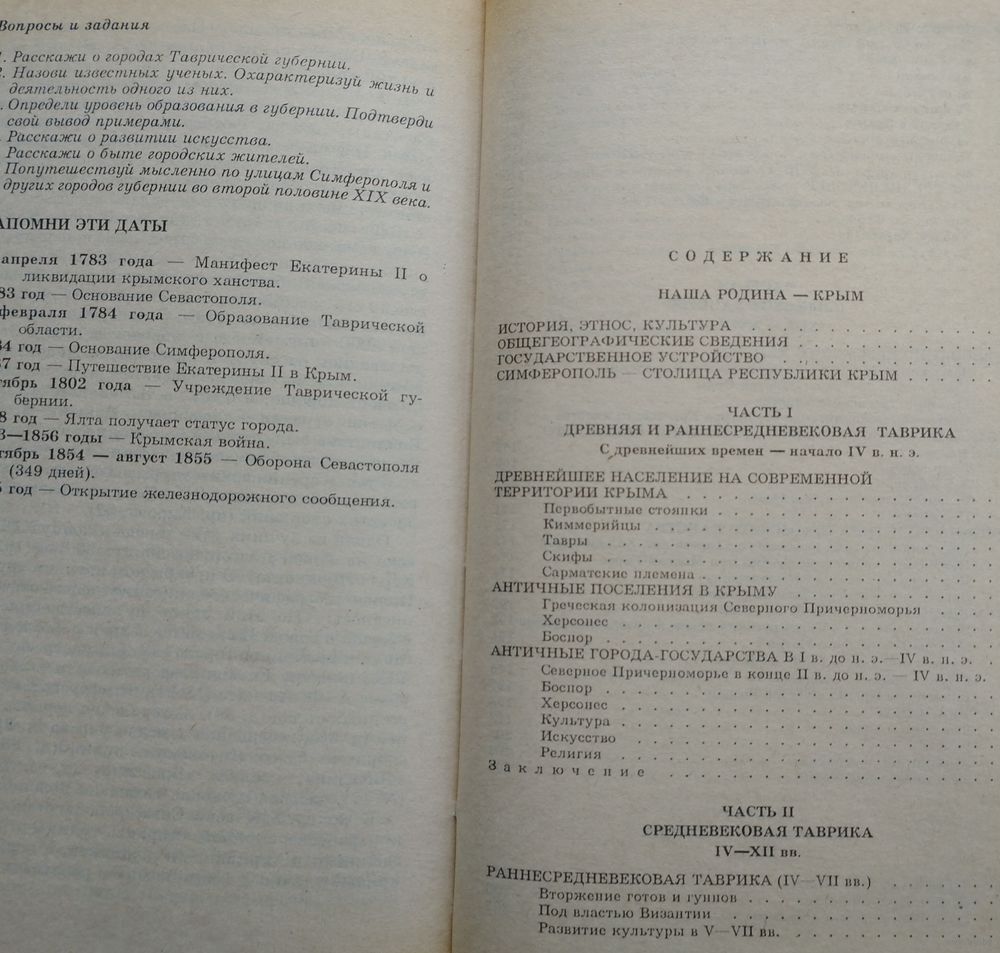 Вопросы и задания
1. Расскажи о городах Таврической губернии.
2. Назови известных ученых. Охарактеризуй жизнь и
деятельность одного из них.
. Определи уровень образования в губернии. Подтверди
свой вывод примерами.
. Расскажи о развитии искусства.
Расскажи о быте городских жителей.
Попутешествуй мысленно по улицам Симферополя и
других городов губернии во второй половине XIX века.
АПОМНИ ЭТИ ДАТЫ
апреля 1783 года — Манифест Екатерины II о
ликвидации крымского ханства.
83 год — Основание Севастополя.
февраля 1784 года — Образование Таврической
области.
84 год — Основание Симферополя.
87 год — Путешествие Екатерины II в Крым.
тябрь 1802 года — Учреждение Таврической гу-
бернии.
8 год — Ялта получает статус города.
3—1856 годы — Крымская война.
тябрь 1854 — август 1855 — Оборона Севастополя
(349 дней).
год — Открытие железнодорожного сообщения.
СОДЕРЖАНИЕ
НАША РОДИНА — КРЫМ
ИСТОРИЯ, ЭТНОС, КУЛЬТУРА . . . . . . . . . .
ОБЩЕГЕОГРАФИЧЕСКИЕ СВЕДЕНИЯ . . . . . . . . .
ГОСУДАРСТВЕННОЕ УСТРОЙСТВО . . . . . . . . .
СИМФЕРОПОЛЬ — СТОЛИЦА РЕСПУБЛИКИ КРЫМ . . . . .
ЧАСТЬ I
ДРЕВНЯЯ И РАННЕСРЕДНЕВЕКОВАЯ ТАВРИКА
С древнейших времен — начало IV в. н. э.
ДРЕВНЕЙШЕЕ НАСЕЛЕНИЕ НА СОВРЕМЕННОЙ
ТЕРРИТОРИИ КРЫМА . . . . . . . . . .
Первобытные стоянки . . . . . . . . . .
Киммерийцы . . . . . . . . . .
Тавры . . . . . . . . . .
Скифы . . . . . . . . . .
Сарматские племена . . . . . . . . . .
АНТИЧНЫЕ ПОСЕЛЕНИЯ В КРЫМУ . . . . . . . . . .
Греческая колонизация Северного Причерноморья . . . .
Херсонес . . . . . . . . . .
Боспор . . . . . . . . . .
АНТИЧНЫЕ ГОРОДА-ГОСУДАРСТВА В I в. до н. э.—IV в. н. э. .
Северное Причерноморье в конце II в. до н. э. — IV в. н. э.
Боспор . . . . . . . . . .
Херсонес . . . . . . . . . .
Культура . . . . . . . . . .
Искусство . . . . . . . . . .
Религия . . . . . . . . . .
Заключение . . . . . . . . . .
ЧАСТЬ II
СРЕДНЕВЕКОВАЯ ТАВРИКА
IV—XII вв.
РАННЕСРЕДНЕВЕКОВАЯ ТАВРИКА (IV—VII вв.) . . . . . .
Вторжение готов и гуннов . . . . . . . . . .
Под властью Византии . . . . . . . . . .
Развитие культуры в V—VII вв. . . . . . . . . .